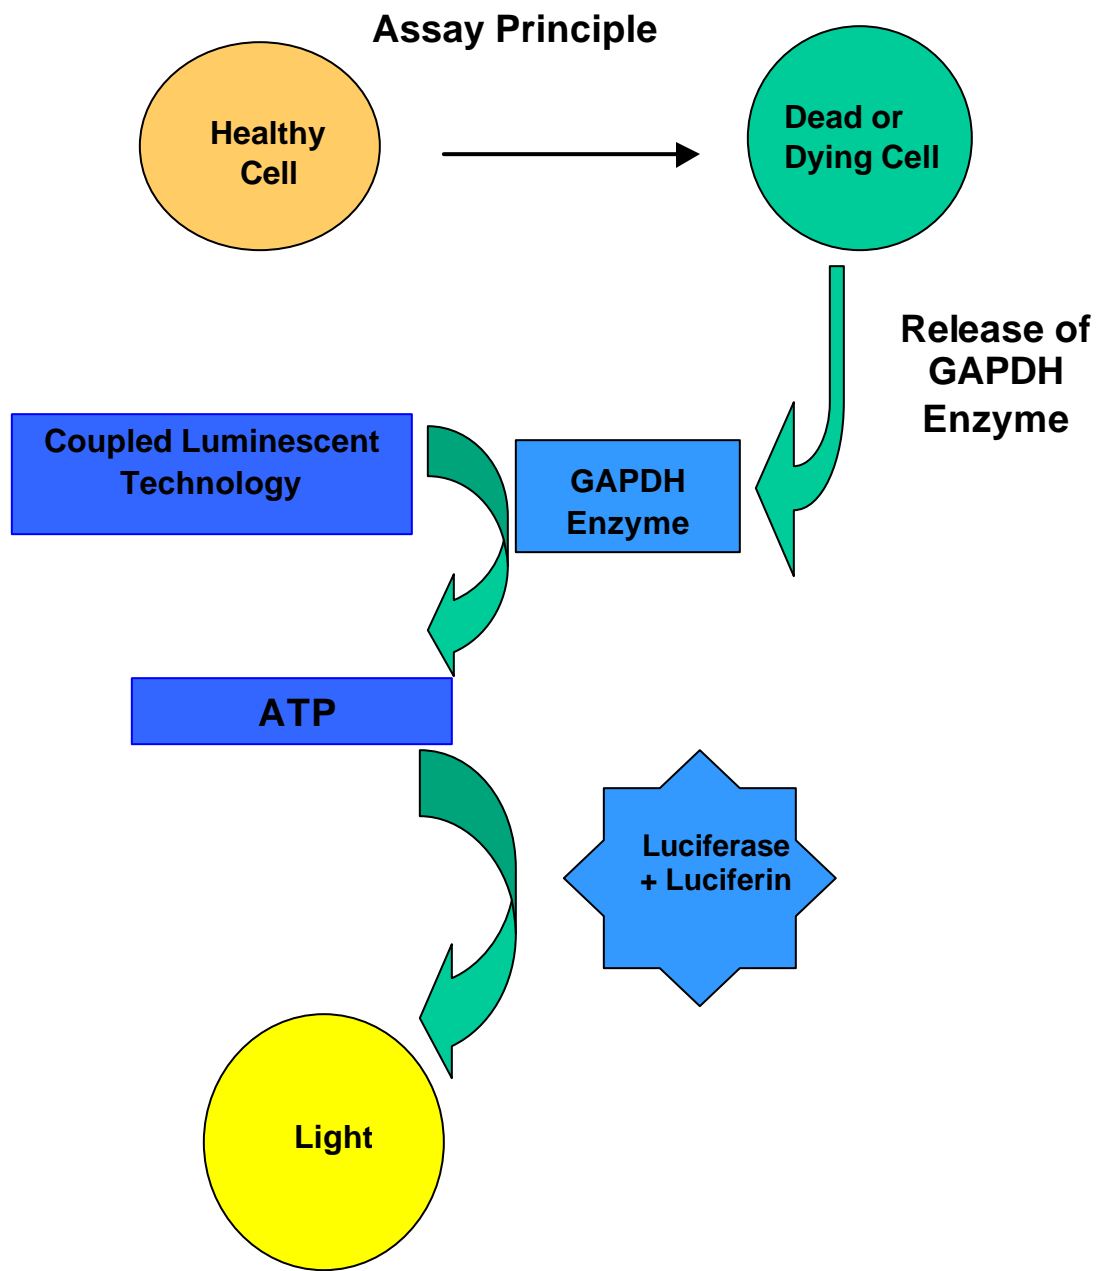 Assay Principle
Healthy
Cell
Dead or
Dying Cell
Release of
GAPDH
Enzyme
Coupled Luminescent
Technology
GAPDH
Enzyme
ATP
Luciferase
+ Luciferin
Light